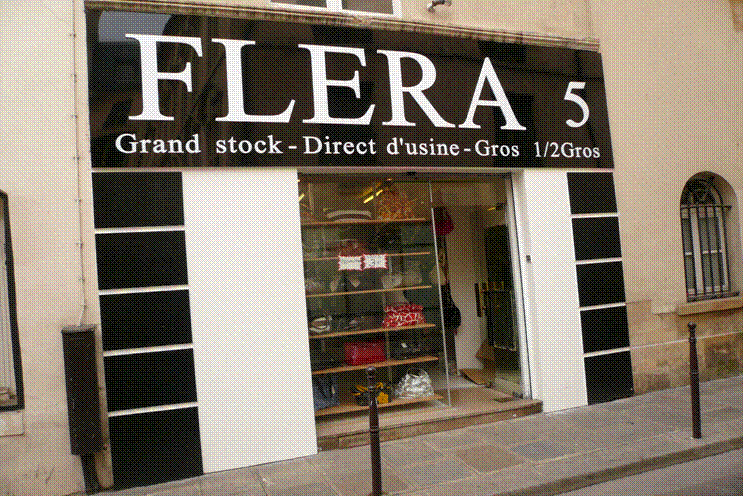 FLERA 5
Grand stock - Direct d'usine - Gros 1/2Gros